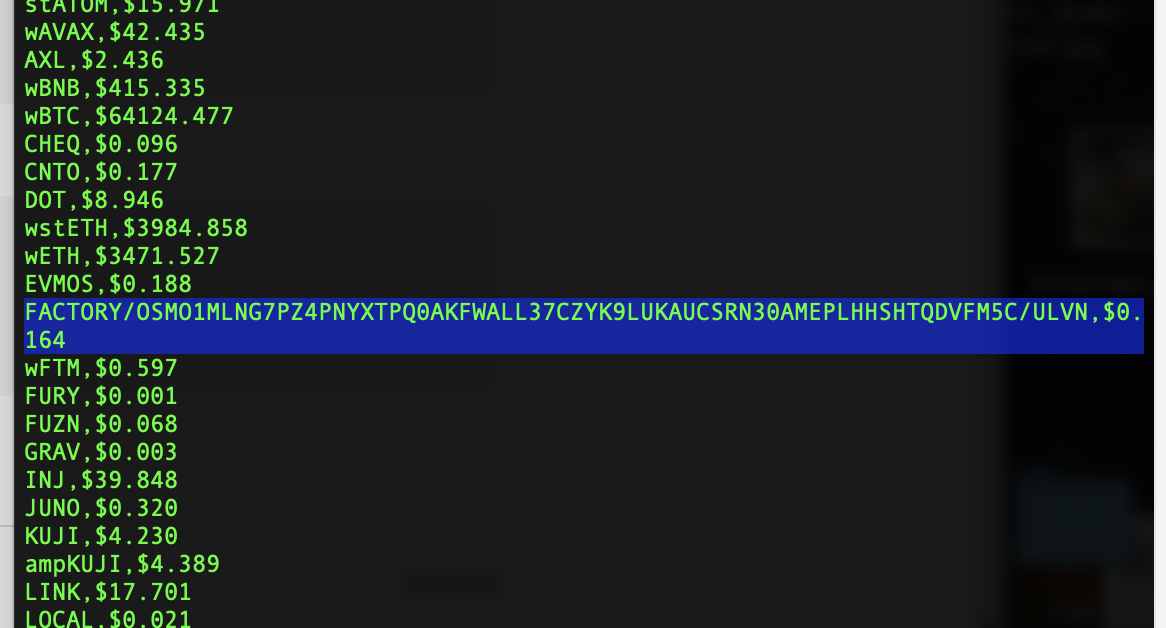 stATOM,$15.971
wAVAX,$42.435
AXL,$2.436
wBNB,$415.335
wBTC,$64124.477
CHEQ,$0.096
CNTO,$0.177
DOT,$8.946
wstETH,$3984.858
wETH,$3471.527
EVMOS,$0.188
FACTORY/OSMO1MLNG7PZ4PNYXTPQ0AKFWALL37CZYK9LUKAUCSRN30AMEPLHHSHTQDVFM5C/ULVN,$0.
164
wFTM,$0.597
FURY,$0.001
FUZN,$0.068
GRAV,$0.003
INJ,$39.848
JUNO,$0.320
KUJI,$4.230
ampKUJI,$4.389
LINK,$17.701
LOCAL,$0.021